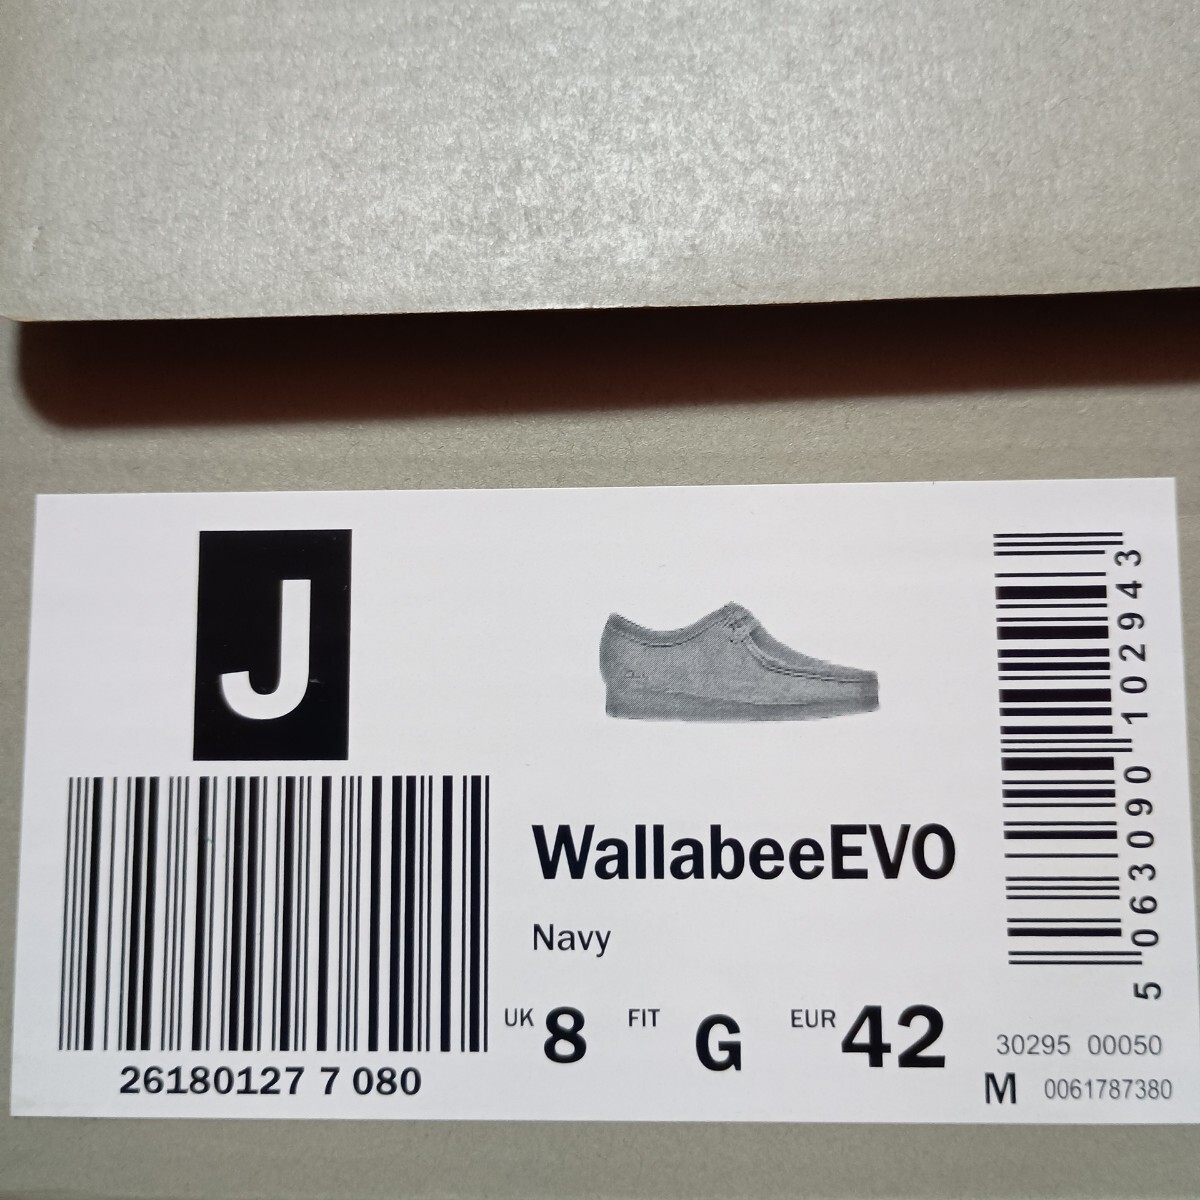 J
WallabeeEVO
Navy
UK 8 FIT G EUR 42
26180127 7 080
5 063090 102943
30295 00050
M 0061787380